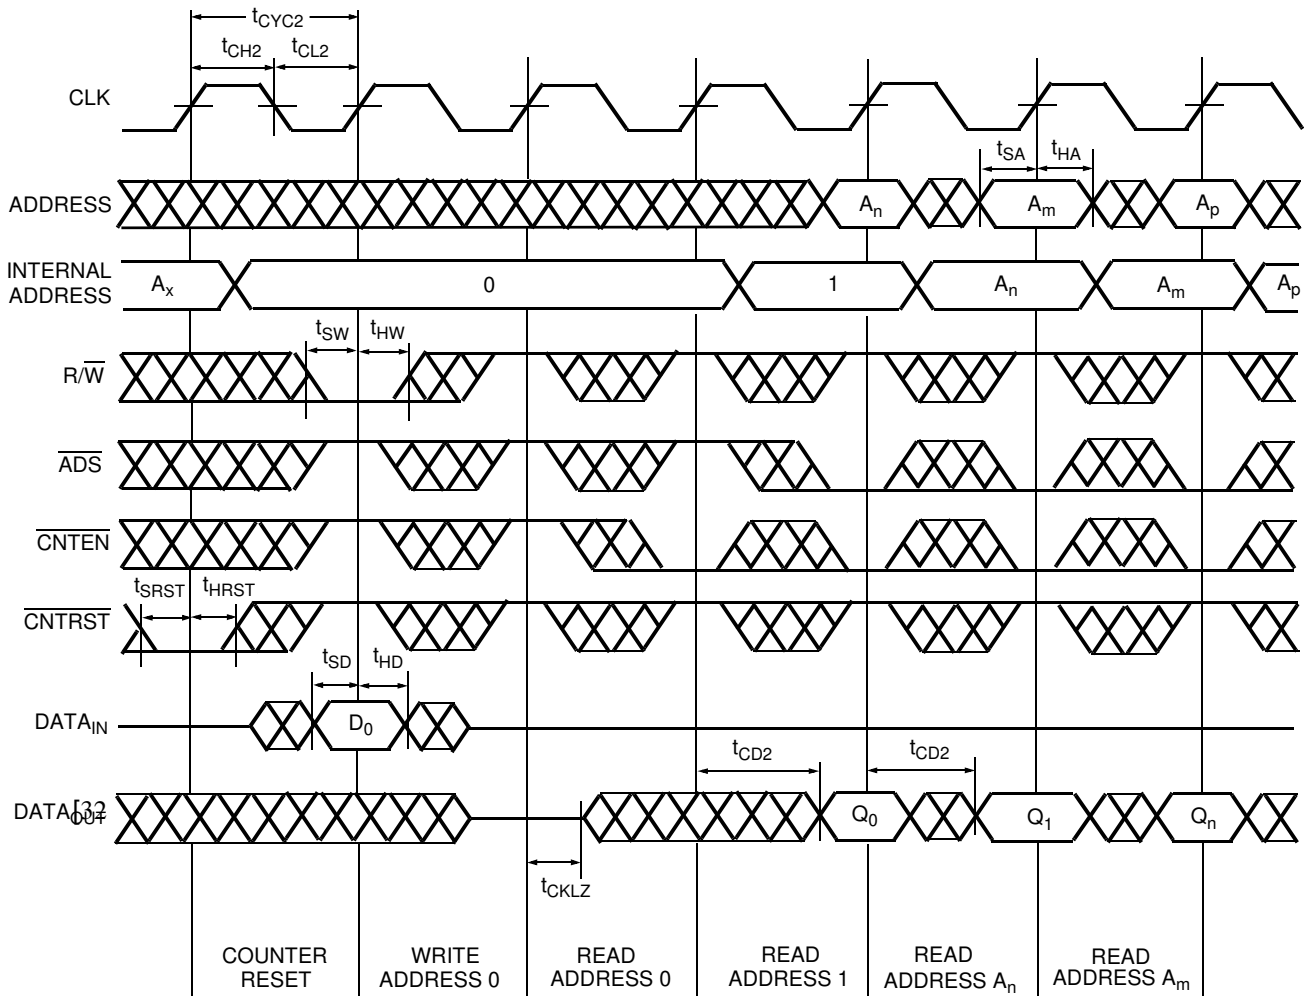 tCYC2
tCH2 tCL2
CLK
tSA tHA
ADDRESS An Am Ap
INTERNAL
ADDRESS
Ax 0 1 An Am Ap
tSW tHW
R/W
ADS
CNTEN
tSRST tHRST
CNTRST
tSD tHD
DATAIN D0
tCD2 tCD2
DATAOUT [32 Q0 Q1 Qn
tCKLZ
COUNTER
RESET
WRITE
ADDRESS 0
READ
ADDRESS 0
READ
ADDRESS 1
READ
ADDRESS An
READ
ADDRESS Am